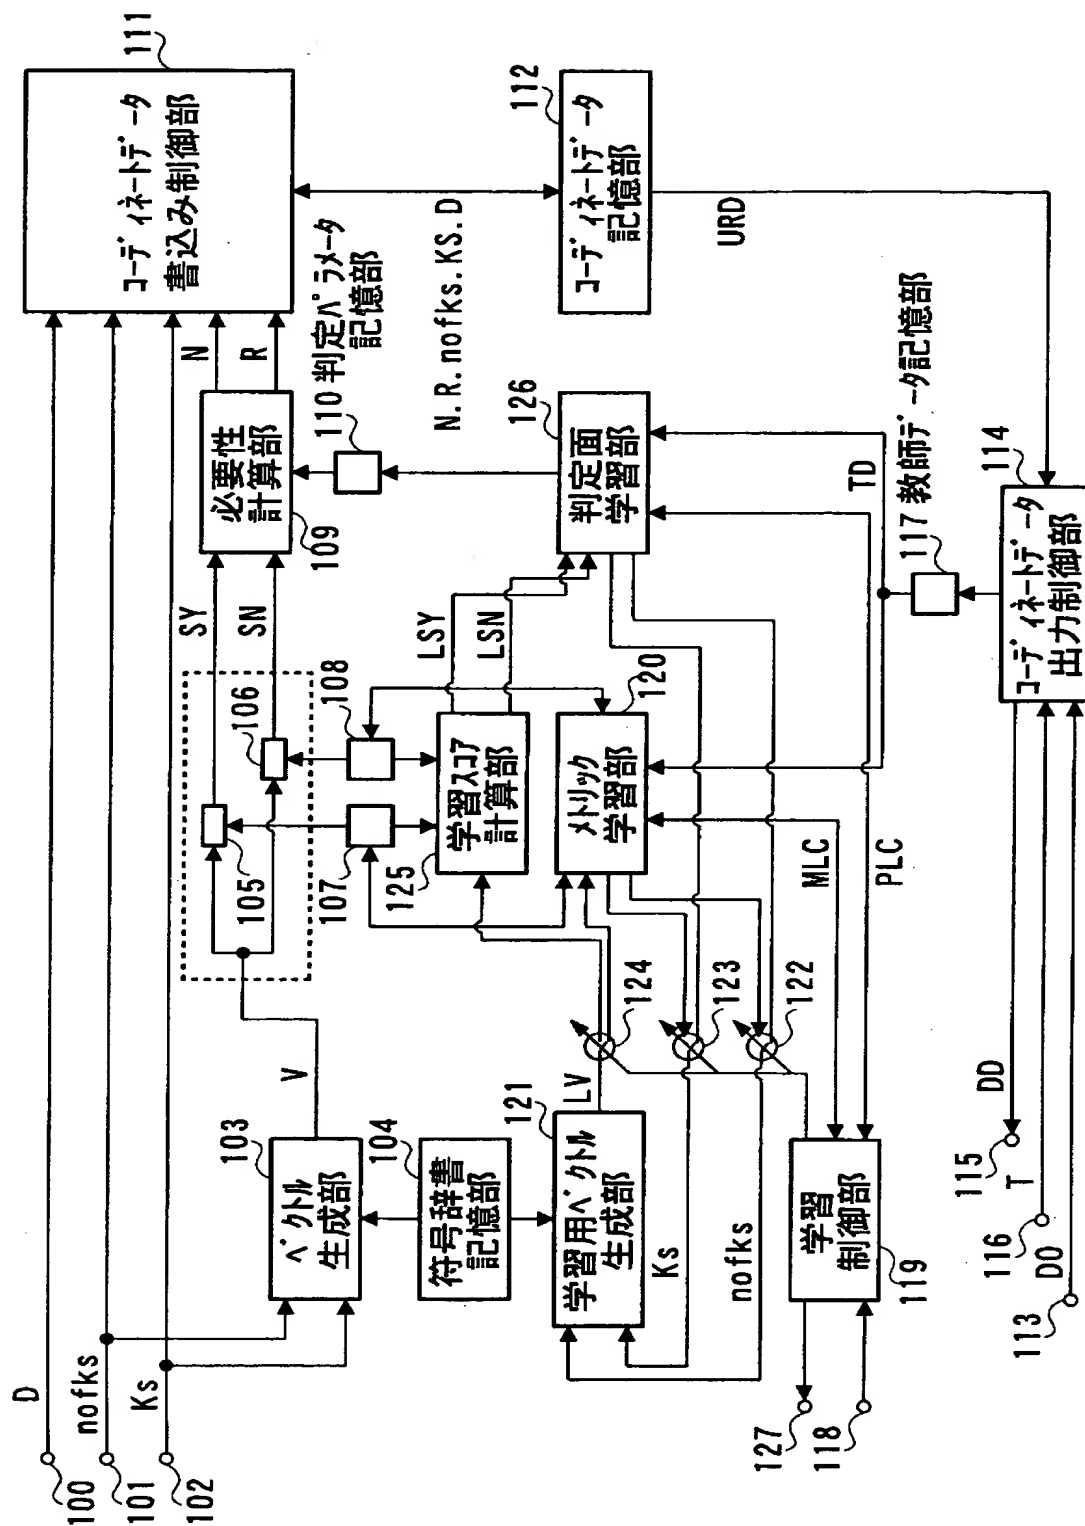 D
100
nofks
101
Ks
102
103
ベクトル
生成部
V
104
符号辞書
記憶部
105
106
SY
SN
109
必要性
計算部
N
R
111
コーディネートデータ
書込み制御部
107
108
110 判定パラメータ
記憶部
N.R.nofks.KS.D
112
コーディネートデータ
記憶部
URD
125
学習スコア
計算部
LSY
LSN
126
判定面
学習部
120
メトリック
学習部
121
学習用ベクトル
生成部
LV
124
123
122
Ks
nofks
MLC
PLC
TD
117 教師データ記憶部
114
コーディネートデータ
出力制御部
119
学習
制御部
127
118
DD
115
T
116
DO
113